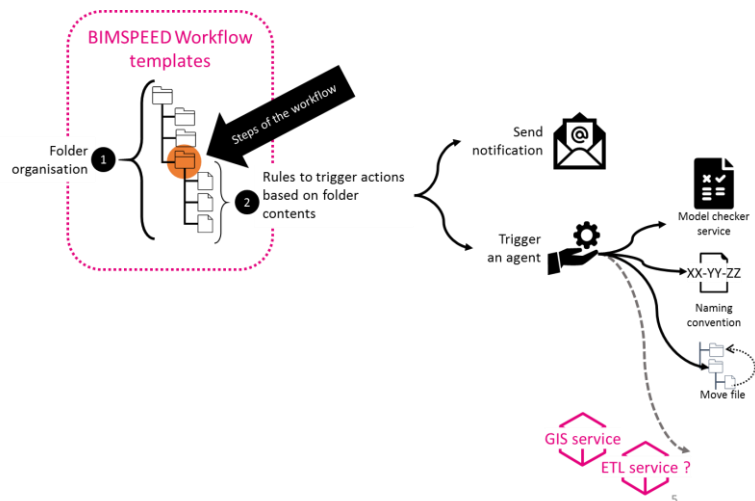 BIMSPEED Workflow
templates
Steps of the workflow
Folder
organisation
1
2
Rules to trigger actions
based on folder
contents
Send
notification
@
Trigger
an agent
Model checker
service
XX-YY-ZZ
Naming
convention
Move file
GIS service
ETL service ?
5